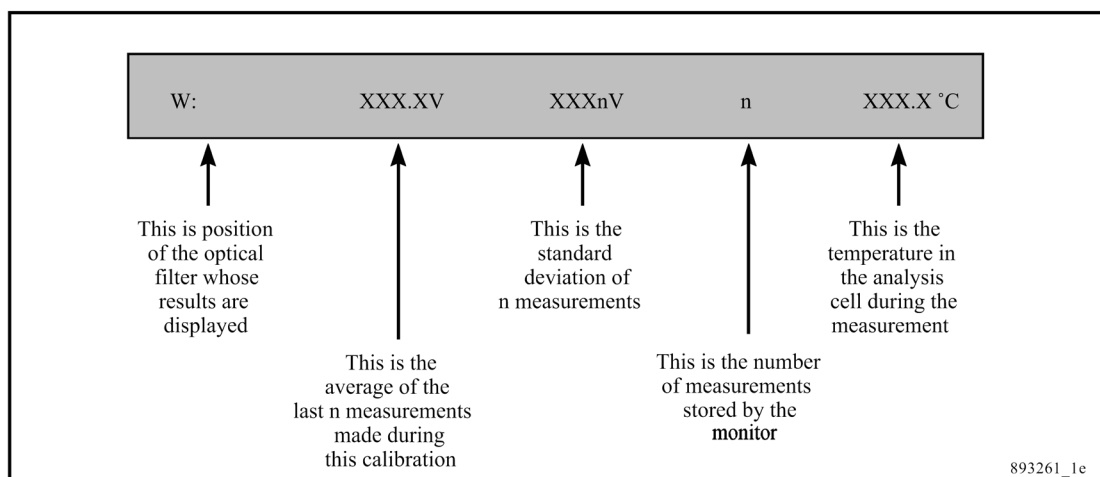 W: XXX.XV XXXnV n XXX.X °C
This is position
of the optical
filter whose
results are
displayed
This is the
average of the
last n measurements
made during
this calibration
This is the
standard
deviation of
n measurements
This is the number
of measurements
stored by the
monitor
This is the
temperature in
the analysis
cell during the
measurement
893261_1e